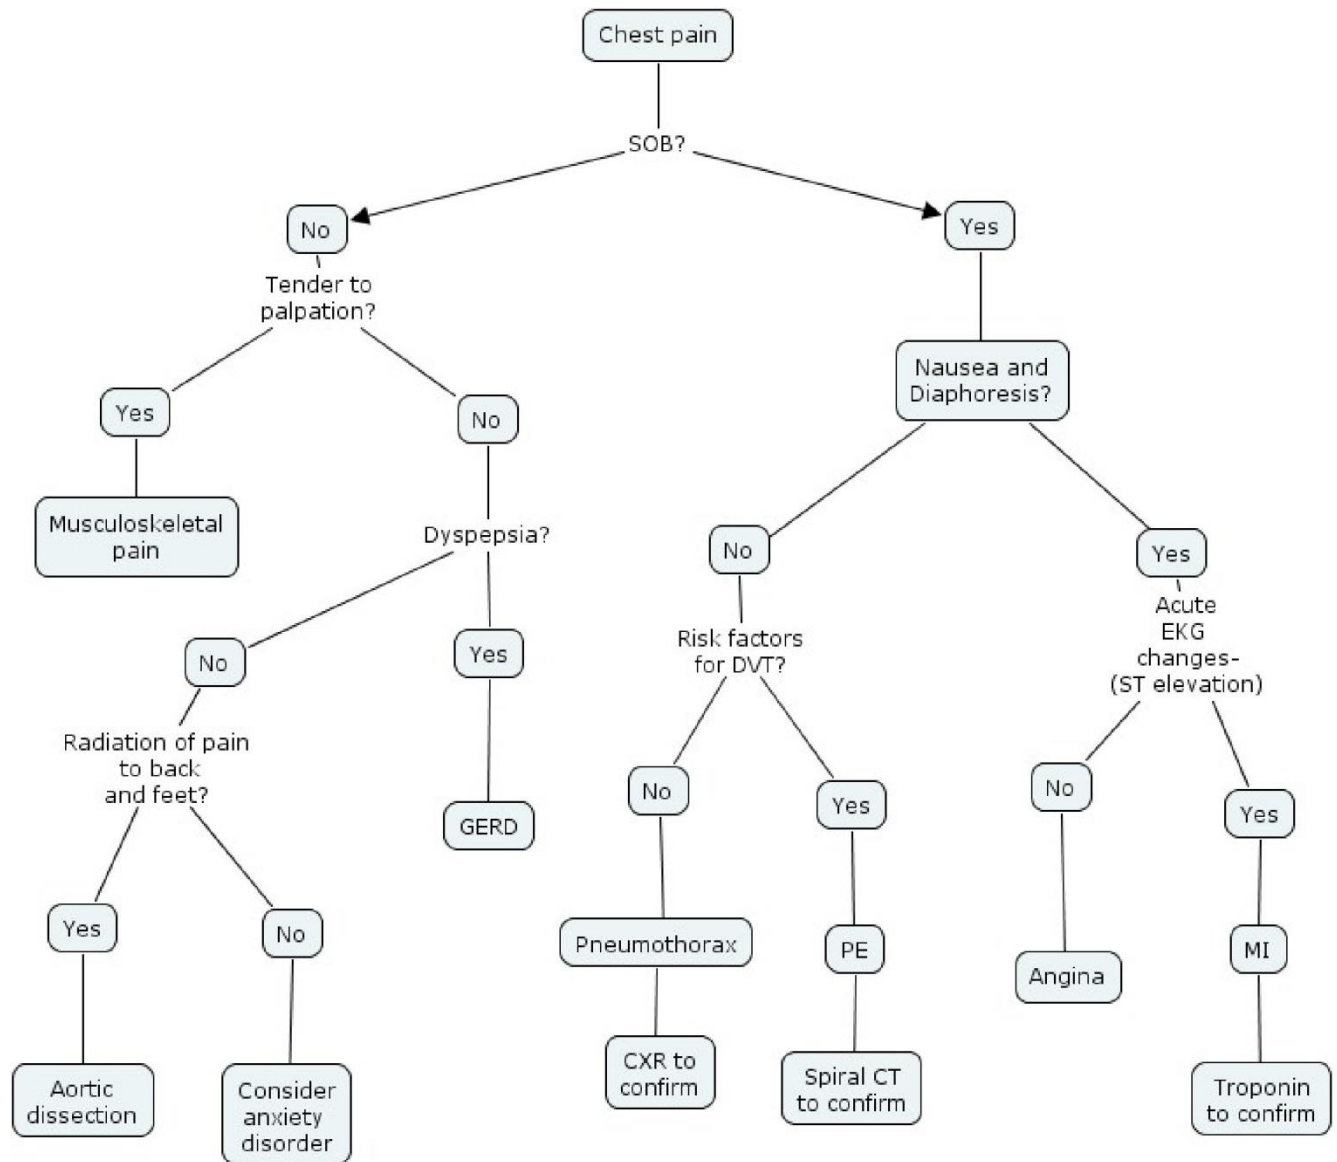 Chest pain
SOB?
No
Yes
Tender to
palpation?
Nausea and
Diaphoresis?
Yes
No
Musculoskeletal
pain
Dyspepsia?
No
Yes
No
Yes
Risk factors
for DVT?
Acute
EKG
changes-
(ST elevation)
Radiation of pain
to back
and feet?
GERD
No
Yes
No
Yes
Yes
No
Pneumothorax
PE
Angina
MI
Aortic
dissection
Consider
anxiety
disorder
CXR to
confirm
Spiral CT
to confirm
Troponin
to confirm